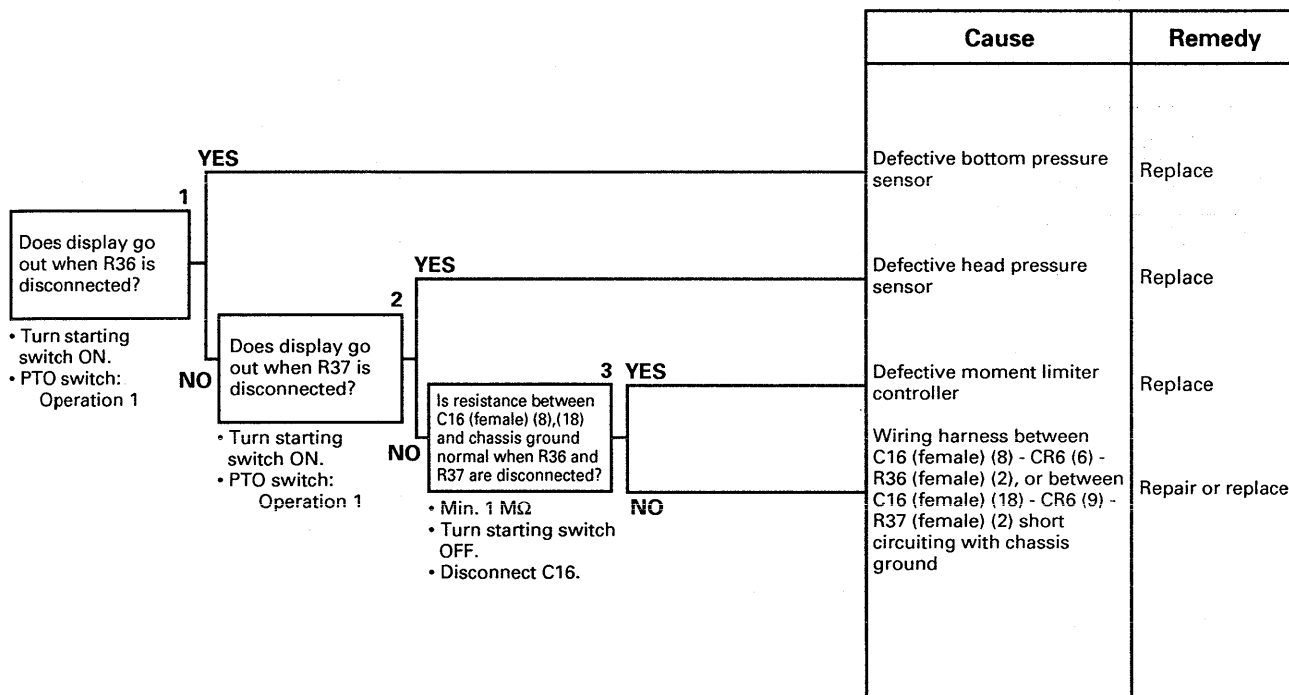 Cause
Remedy
YES
Defective bottom pressure
sensor
Replace
1
Does display go
out when R36 is
disconnected?
• Turn starting
switch ON.
• PTO switch:
Operation 1
NO
YES
Defective head pressure
sensor
Replace
2
Does display go
out when R37 is
disconnected?
• Turn starting
switch ON.
• PTO switch:
Operation 1
NO
3
YES
Defective moment limiter
controller
Replace
Is resistance between
C16 (female) (8),(18)
and chassis ground
normal when R36 and
R37 are disconnected?
• Min. 1 MΩ
• Turn starting switch
OFF.
• Disconnect C16.
NO
Wiring harness between
C16 (female) (8) - CR6 (6) -
R36 (female) (2), or between
C16 (female) (18) - CR6 (9) -
R37 (female) (2) short
circuiting with chassis
ground
Repair or replace